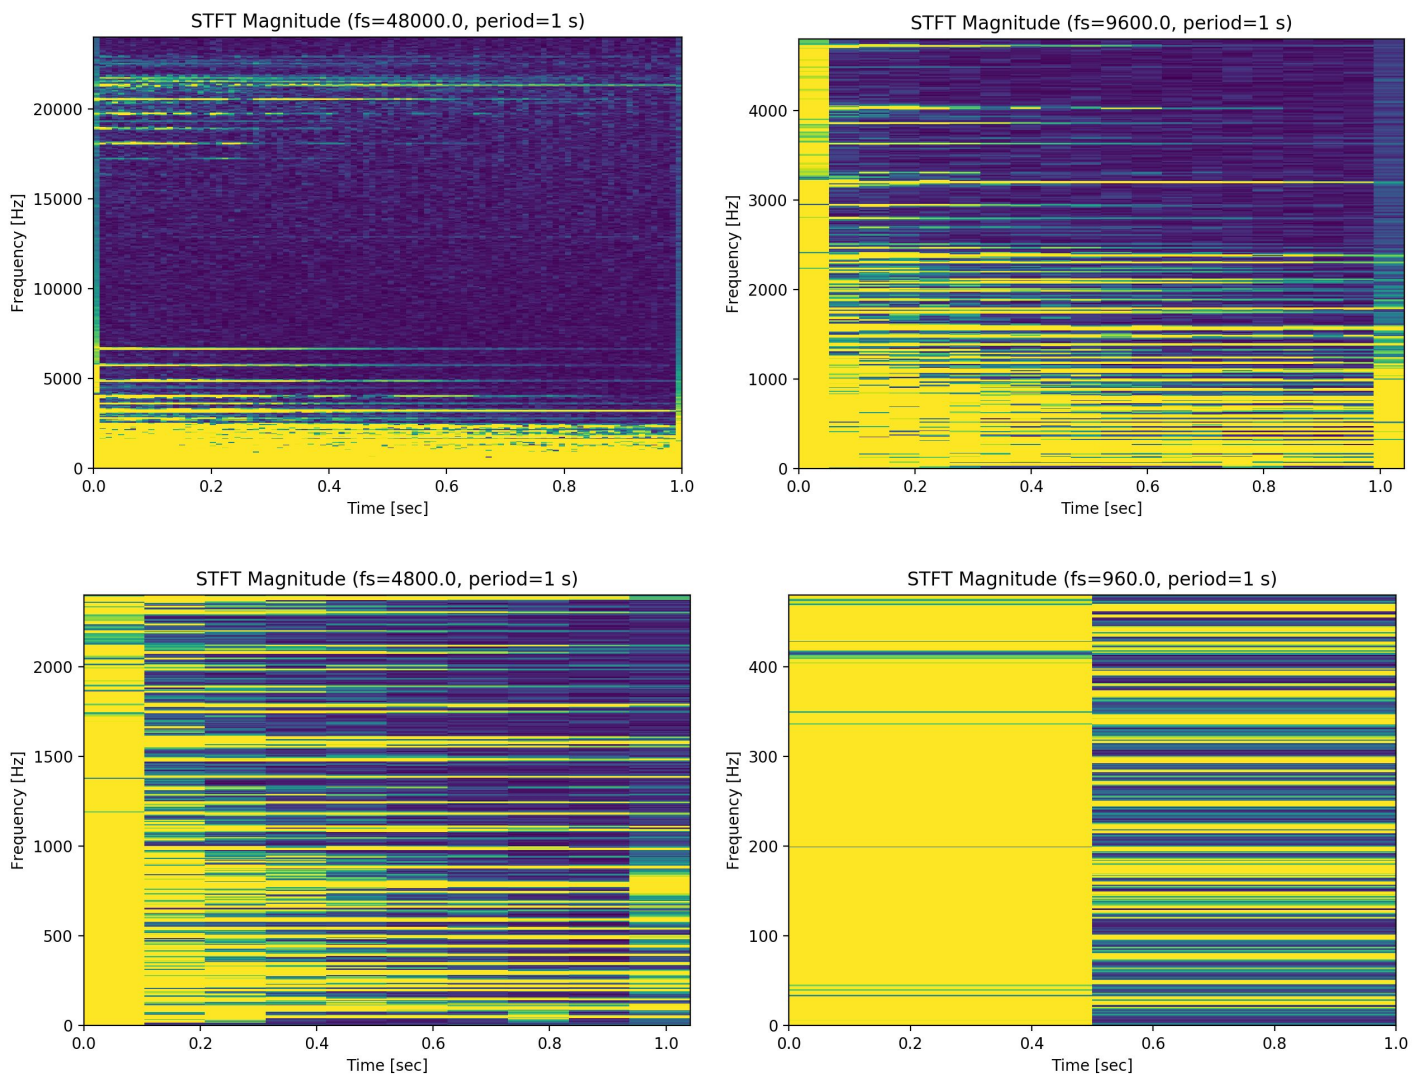 STFT Magnitude (fs=48000.0, period=1 s)
20000
15000
10000
5000
0
Frequency [Hz]
0.0 0.2 0.4 0.6 0.8 1.0
Time [sec]
STFT Magnitude (fs=9600.0, period=1 s)
4000
3000
2000
1000
0
Frequency [Hz]
0.0 0.2 0.4 0.6 0.8 1.0
Time [sec]
STFT Magnitude (fs=4800.0, period=1 s)
2000
1500
1000
500
0
Frequency [Hz]
0.0 0.2 0.4 0.6 0.8 1.0
Time [sec]
STFT Magnitude (fs=960.0, period=1 s)
400
300
200
100
0
Frequency [Hz]
0.0 0.2 0.4 0.6 0.8 1.0
Time [sec]